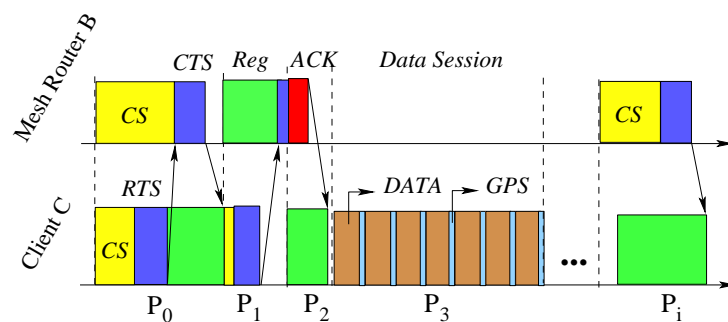 CTS Reg ACK Data Session
Mesh Router B
CS CS
RTS DATA GPS
Client C
CS
...
P0 P1 P2 P3 Pi